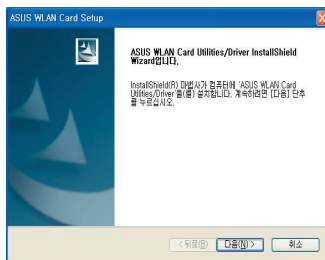 ASUS WLAN Card Setup
ASUS WLAN Card Utilities/Driver InstallShield
Wizard입니다.
InstallShield(R) 마법사가 컴퓨터에 'ASUS WLAN Card
Utilities/Driver'을(를) 설치합니다. 계속하려면 [다음] 단추
를 누르십시오.
< 뒤로(B)
다음(N) >
취소